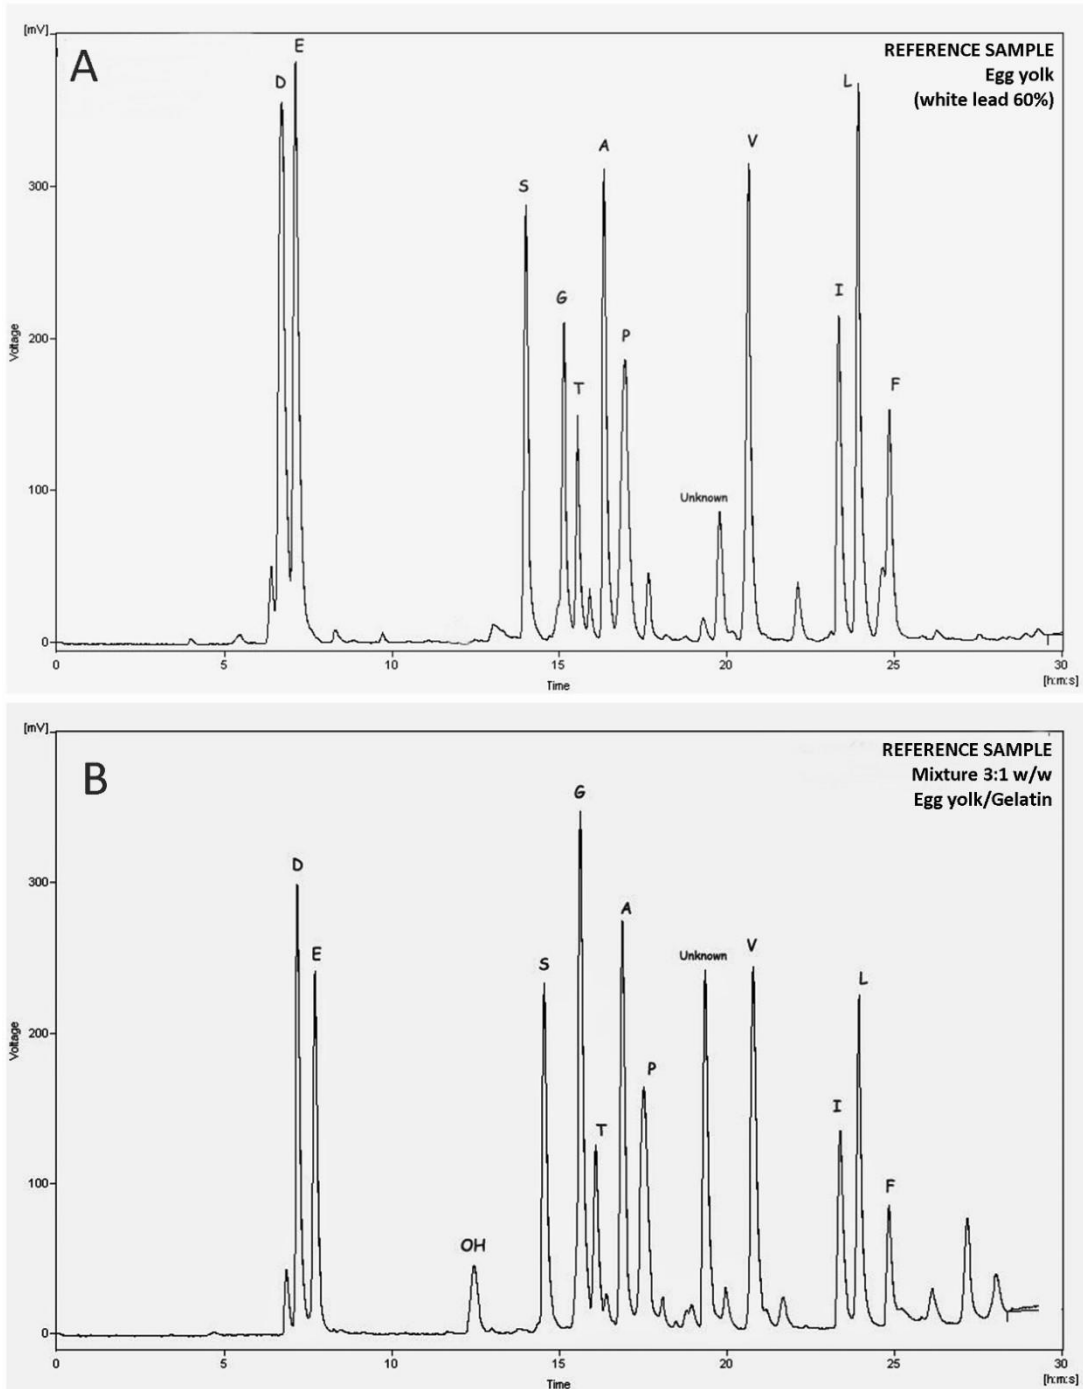 [mV]
A
REFERENCE SAMPLE
Egg yolk
(white lead 60%)
D
E
S
G
T
A
P
Unknown
V
I
L
F
300
200
100
0
Voltage
0
5
10
15
20
25
30
Time
[h:m:s]
[mV]
B
REFERENCE SAMPLE
Mixture 3:1 w/w
Egg yolk/Gelatin
D
E
OH
S
G
T
A
P
Unknown
V
I
L
F
300
200
100
0
Voltage
0
5
10
15
20
25
30
Time
[h:m:s]